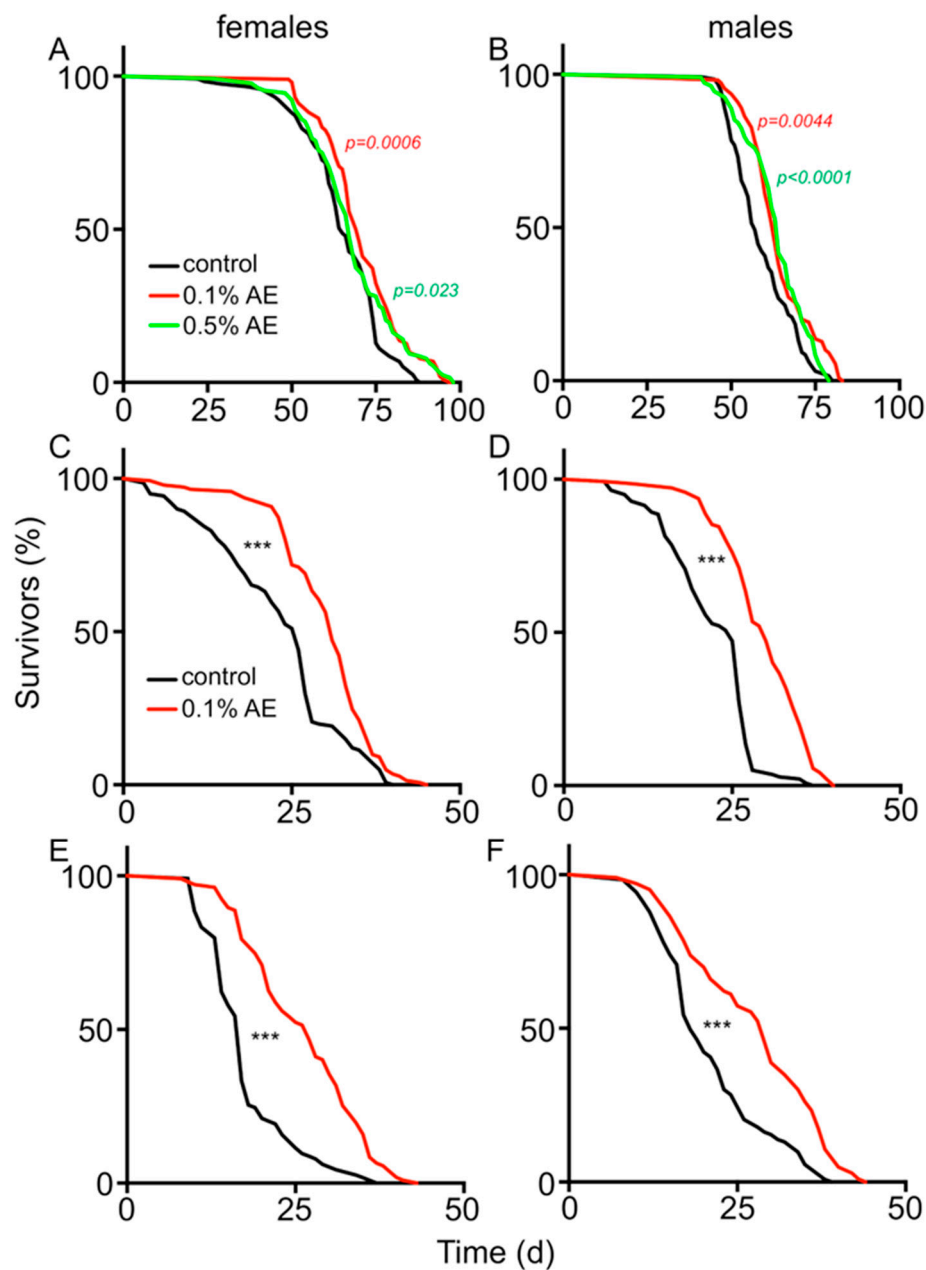 females
males
A
B
100
50
0
p=0.0006
p=0.023
control
0.1% AE
0.5% AE
0 25 50 75 100
100
50
0
p=0.0044
p<0.0001
0 25 50 75 100
C
D
100
50
0
***
control
0.1% AE
0 25 50
100
50
0
***
0 25 50
Survivors (%)
E
F
100
50
0
***
0 25 50
100
50
0
***
0 25 50
Time (d)